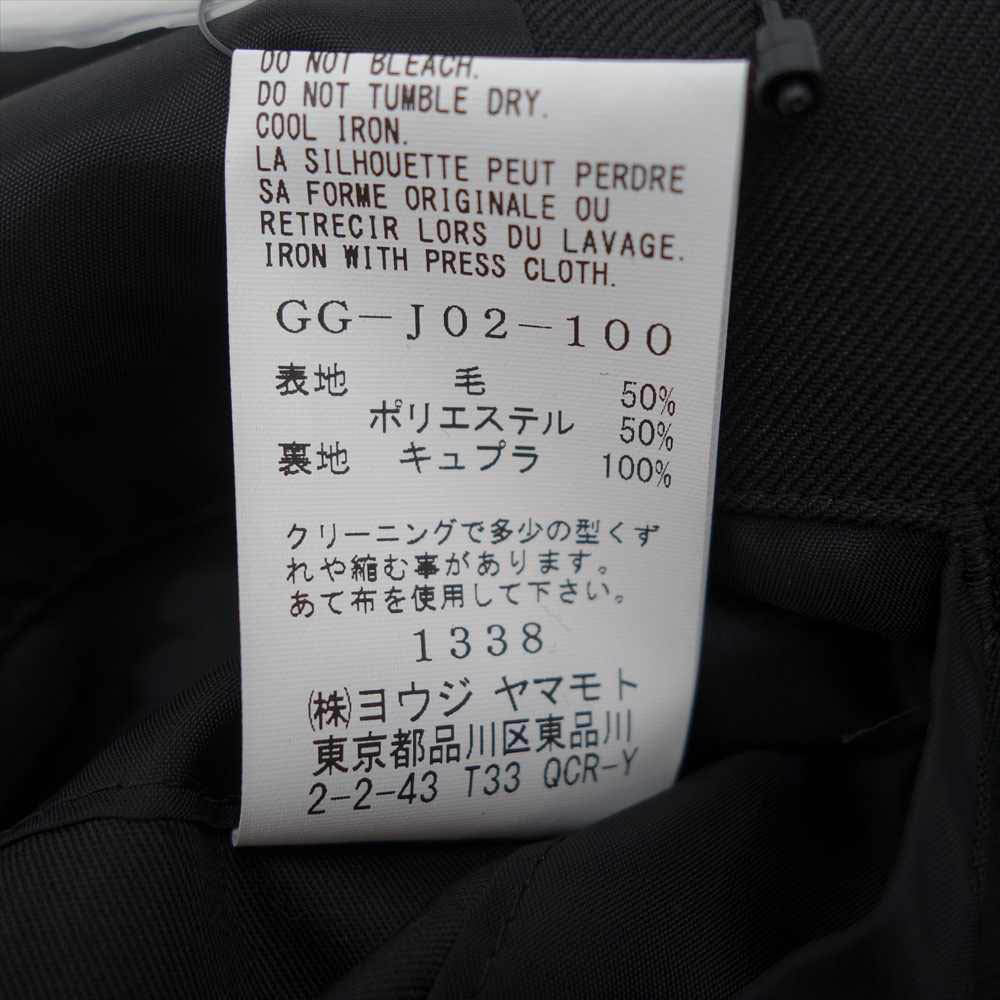 DO NOT BLEACH.
DO NOT TUMBLE DRY.
COOL IRON.
LA SILHOUETTE PEUT PERDRE
SA FORME ORIGINALE OU
RETRECIR LORS DU LAVAGE.
IRON WITH PRESS CLOTH.
GG-J02-100
表地 毛 50%
ポリエステル 50%
裏地 キュプラ 100%
クリーニングで多少の型くず
れや縮む事があります。
あて布を使用して下さい。
1338
㈱ヨウジ ヤマモト
東京都品川区東品川
2-2-43 T33 QCR-Y